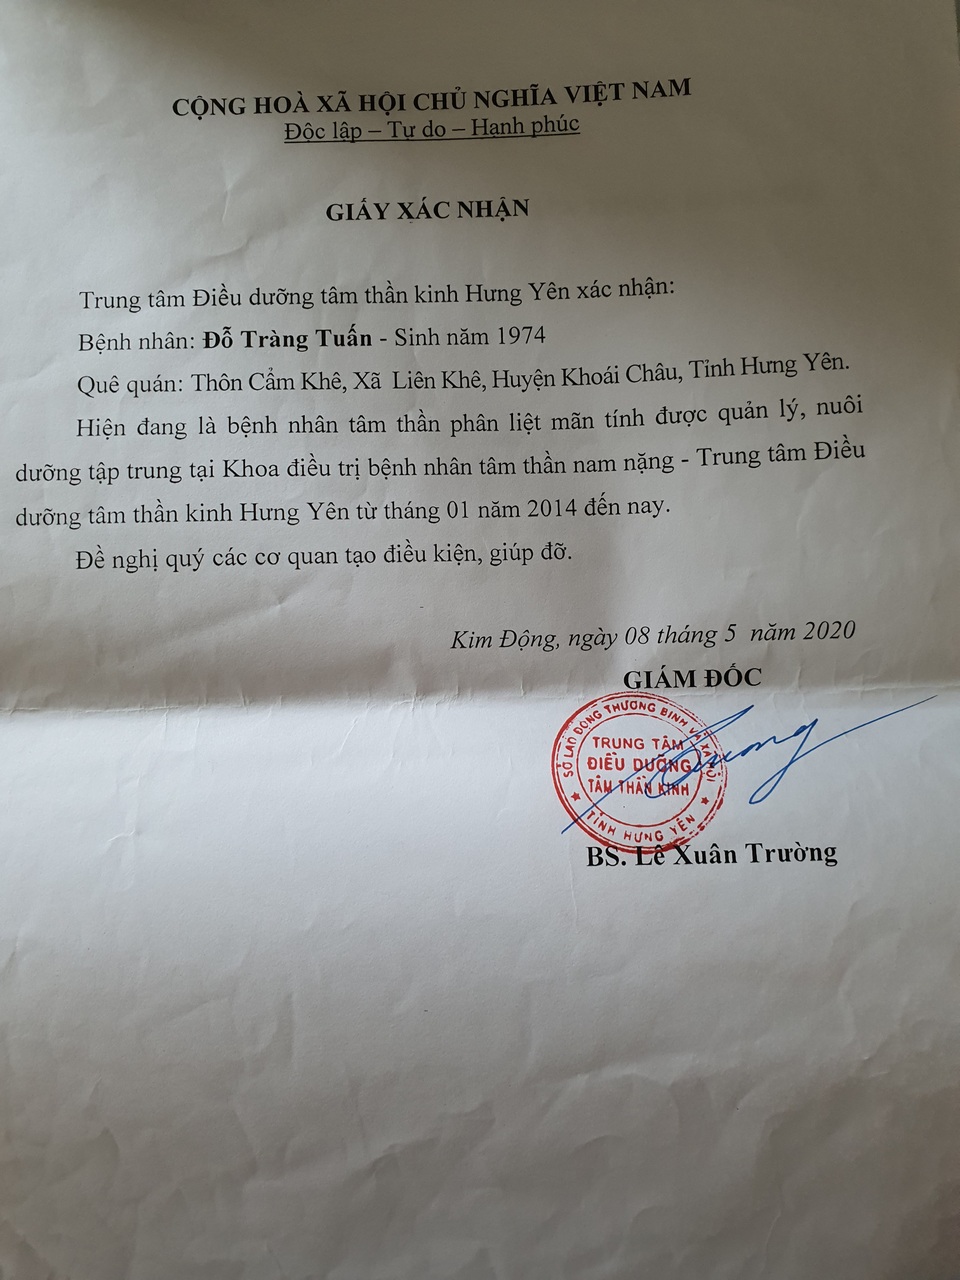 CỘNG HOÀ XÃ HỘI CHỦ NGHĨA VIỆT NAM
Độc lập – Tự do – Hạnh phúc
GIẤY XÁC NHẬN
Trung tâm Điều dưỡng tâm thần kinh Hưng Yên xác nhận:
Bệnh nhân: Đỗ Tràng Tuấn - Sinh năm 1974
Quê quán: Thôn Cẩm Khê, Xã Liên Khê, Huyện Khoái Châu, Tỉnh Hưng Yên.
Hiện đang là bệnh nhân tâm thần phân liệt mãn tính được quản lý, nuôi
dưỡng tập trung tại Khoa điều trị bệnh nhân tâm thần nam nặng - Trung tâm Điều
dưỡng tâm thần kinh Hưng Yên từ tháng 01 năm 2014 đến nay.
Đề nghị quý các cơ quan tạo điều kiện, giúp đỡ.
Kim Động, ngày 08 tháng 5 năm 2020
GIÁM ĐỐC
SỞ LAO ĐỘNG THƯƠNG BINH VÀ XÃ HỘI
TRUNG TÂM
ĐIỀU DƯỠNG
TÂM THẦN KINH
TỈNH HƯNG YÊN
BS. Lê Xuân Trường